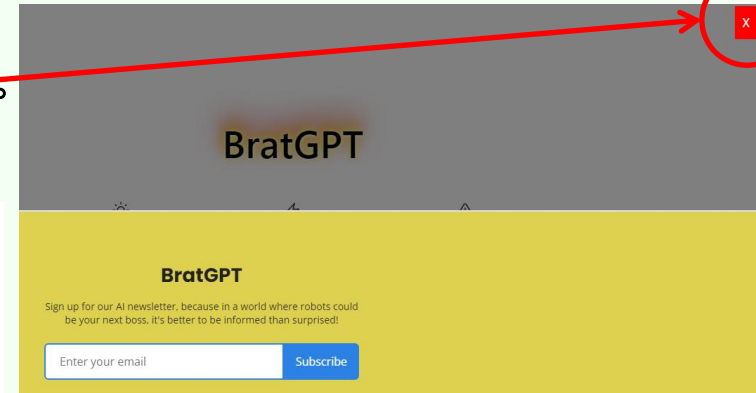 X
BratGPT
BratGPT
Sign up for our AI newsletter, because in a world where robots could
be your next boss, it's better to be informed than surprised!
Enter your email
Subscribe